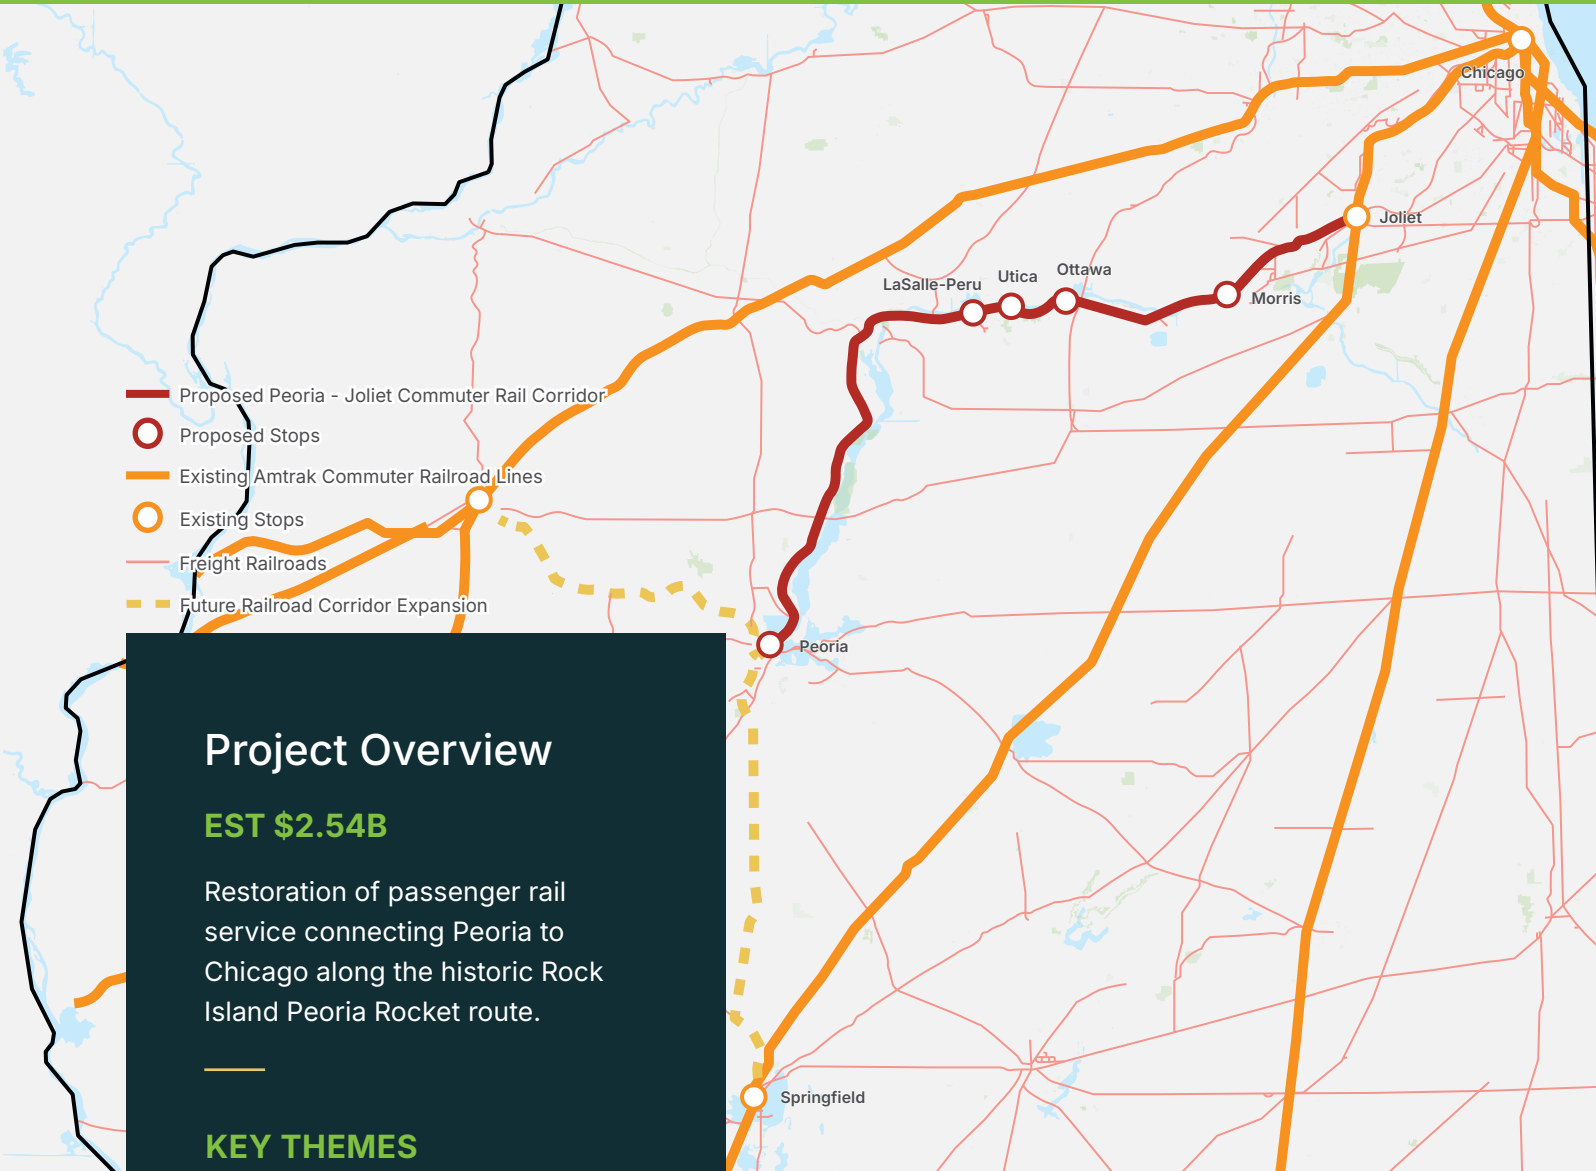 Chicago
Joliet
Ottawa
Utica
LaSalle-Peru
Morris
Proposed Peoria - Joliet Commuter Rail Corridor
Proposed Stops
Existing Amtrak Commuter Railroad Lines
Existing Stops
Freight Railroads
Future Railroad Corridor Expansion
Peoria
Project Overview
EST $2.54B
Restoration of passenger rail
service connecting Peoria to
Chicago along the historic Rock
Island Peoria Rocket route.
Springfield
KEY THEMES